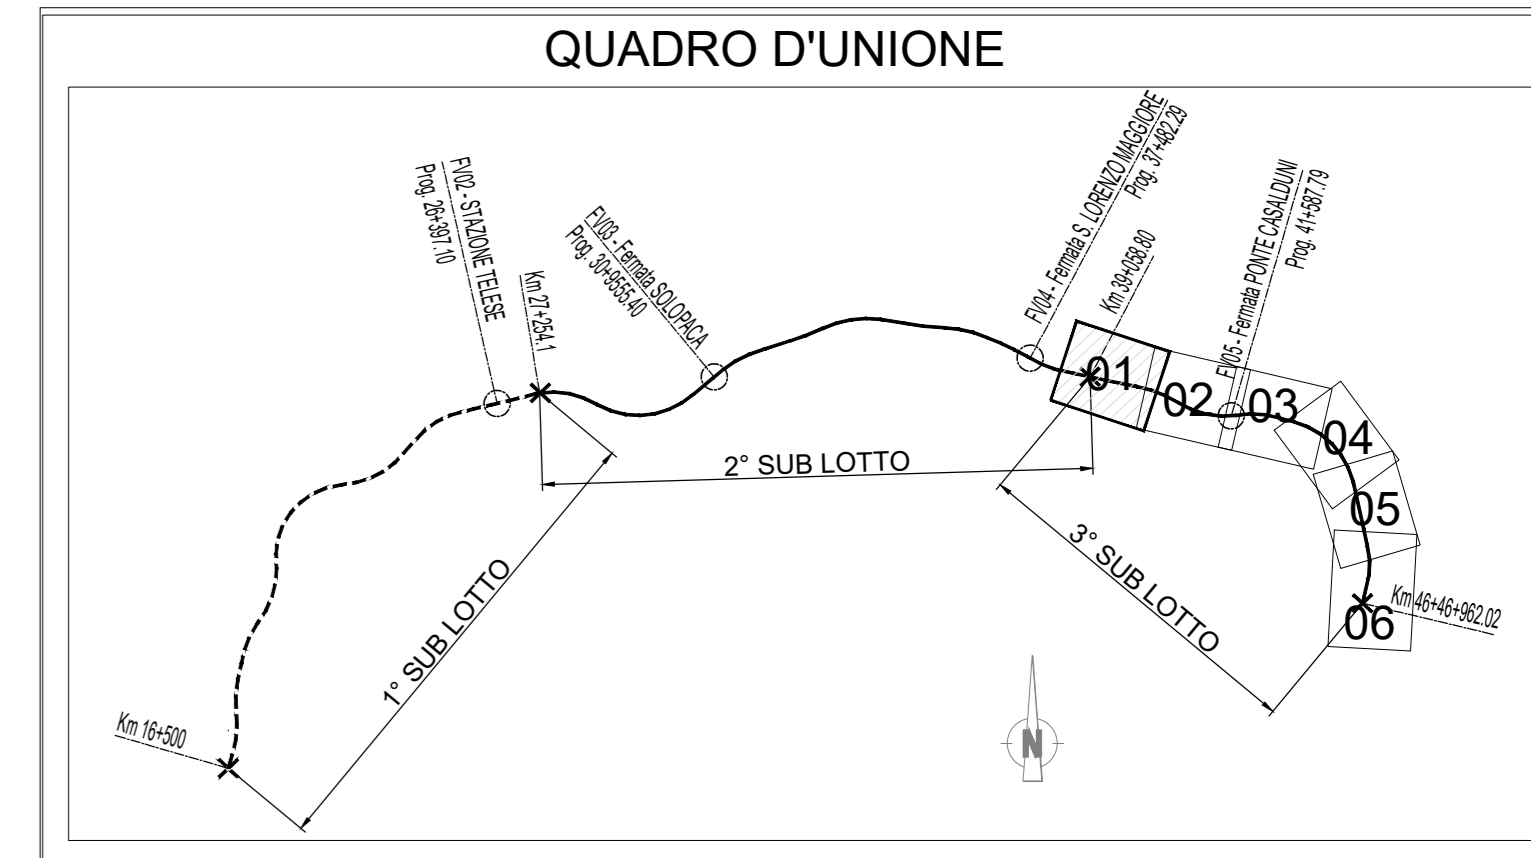 QUADRO D'UNIONE
FV02 - STAZIONE TELESE
Prog. 26+397.10
Km 27+254.1
FV03 - Fermata SOLOPACA
Prog. 30+9555.40
FV04 - Fermata S. LORENZO MAGGIORE
Prog. 37+482.29
Km 39+058.80
FV05 - Fermata PONTE CASALDUNI
Prog. 41+587.79
01
02
03
04
05
06
2° SUB LOTTO
1° SUB LOTTO
3° SUB LOTTO
Km 46+46+962.02
Km 16+500
N